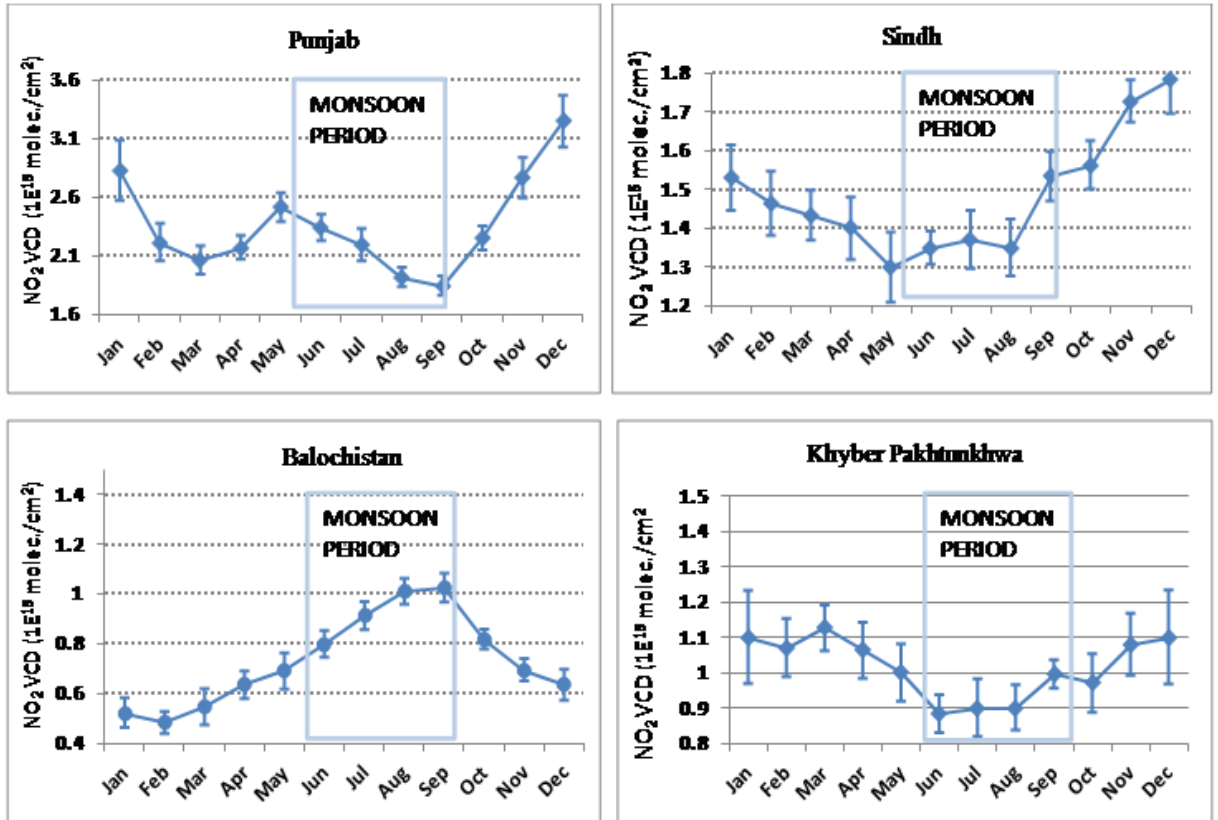 Punjab
NO₂ VCD (1E¹⁵ molec./cm²)
3.6
3.1
2.6
2.1
1.6
MONSOON
PERIOD
Jan Feb Mar Apr May Jun Jul Aug Sep Oct Nov Dec
Sindh
NO₂ VCD (1E¹⁵ molec./cm²)
1.8
1.7
1.6
1.5
1.4
1.3
1.2
MONSOON
PERIOD
Jan Feb Mar Apr May Jun Jul Aug Sep Oct Nov Dec
Balochistan
NO₂ VCD (1E¹⁵ molec./cm²)
1.4
1.2
1
0.8
0.6
0.4
MONSOON
PERIOD
Jan Feb Mar Apr May Jun Jul Aug Sep Oct Nov Dec
Khyber Pakhtunkhwa
NO₂ VCD (1E¹⁵ molec./cm²
1.5
1.4
1.3
1.2
1.1
1
0.9
0.8
MONSOON
PERIOD
Jan Feb Mar Apr May Jun Jul Aug Sep Oct Nov Dec